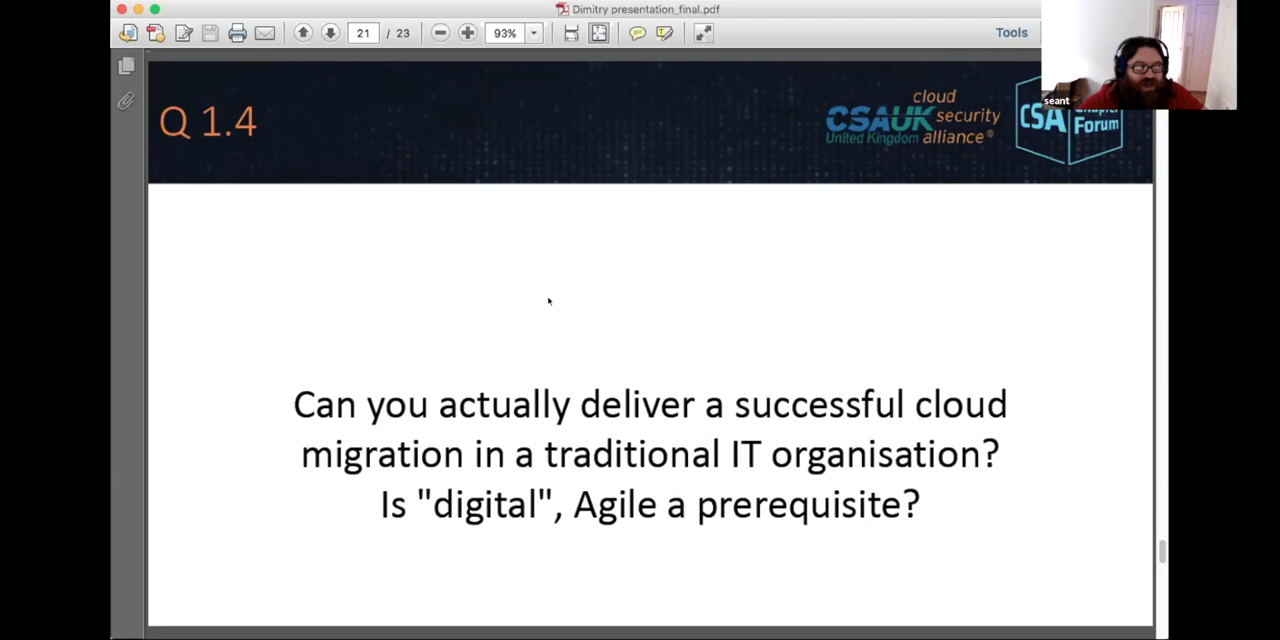 Dimitry presentation_final.pdf
21 / 23
93%
Tools
seant
Q 1.4
cloud
CSAUK security
United Kingdom alliance®
CSA Chapter
Forum
Can you actually deliver a successful cloud
migration in a traditional IT organisation?
Is "digital", Agile a prerequisite?